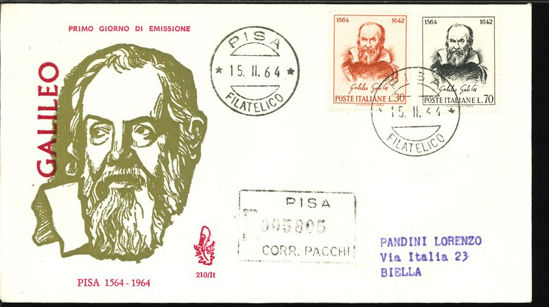 PRIMO GIORNO DI EMISSIONE
GALILEO
PISA 1564-1964
210/It
PISA
* 15. II. 64 *
FILATELICO
1564 1642
Galileo Galilei
POSTE ITALIANE L.30
1564 1642
Galileo Galilei
POSTE ITALIANE L.70
PISA
15. II. 64 *
FILATELICO
PISA
CORR. PACCHI
PANDINI LORENZO
Via Italia 23
BIELLA